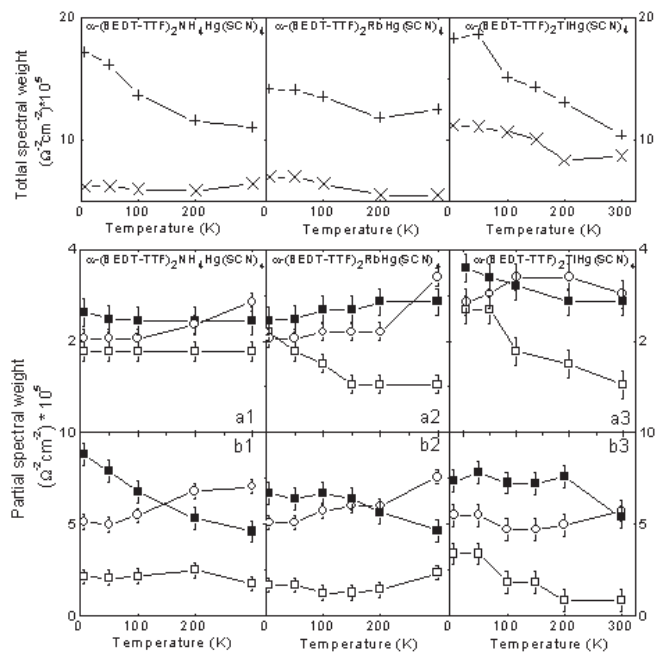 20
α-(BEDT-TTF)₂NH₄Hg(SCN)₄
α-(BEDT-TTF)₂RbHg(SCN)₄
α-(BEDT-TTF)₂TlHg(SCN)₄
20
10
10
Totlal spectral weight
(Ω⁻²cm⁻²)*10⁵
100 200 0 100 200 0 100 200 300
Temperature (K)
Temperature (K)
Temperature (K)
4
α-(BEDT-TTF)₂NH₄Hg(SCN)₄
α-(BEDT-TTF)₂RbHg(SCN)₄
α-(BEDT-TTF)₂TlHg(SCN)₄
4
2
2
a1
a2
a3
Partial spectral weight
(Ω⁻²cm⁻²) * 10⁵
10
b1
b2
b3
10
5
5
0
0
0 100 200 0 100 200 0 100 200 300
Temperature (K)
Temperature (K)
Temperature (K)